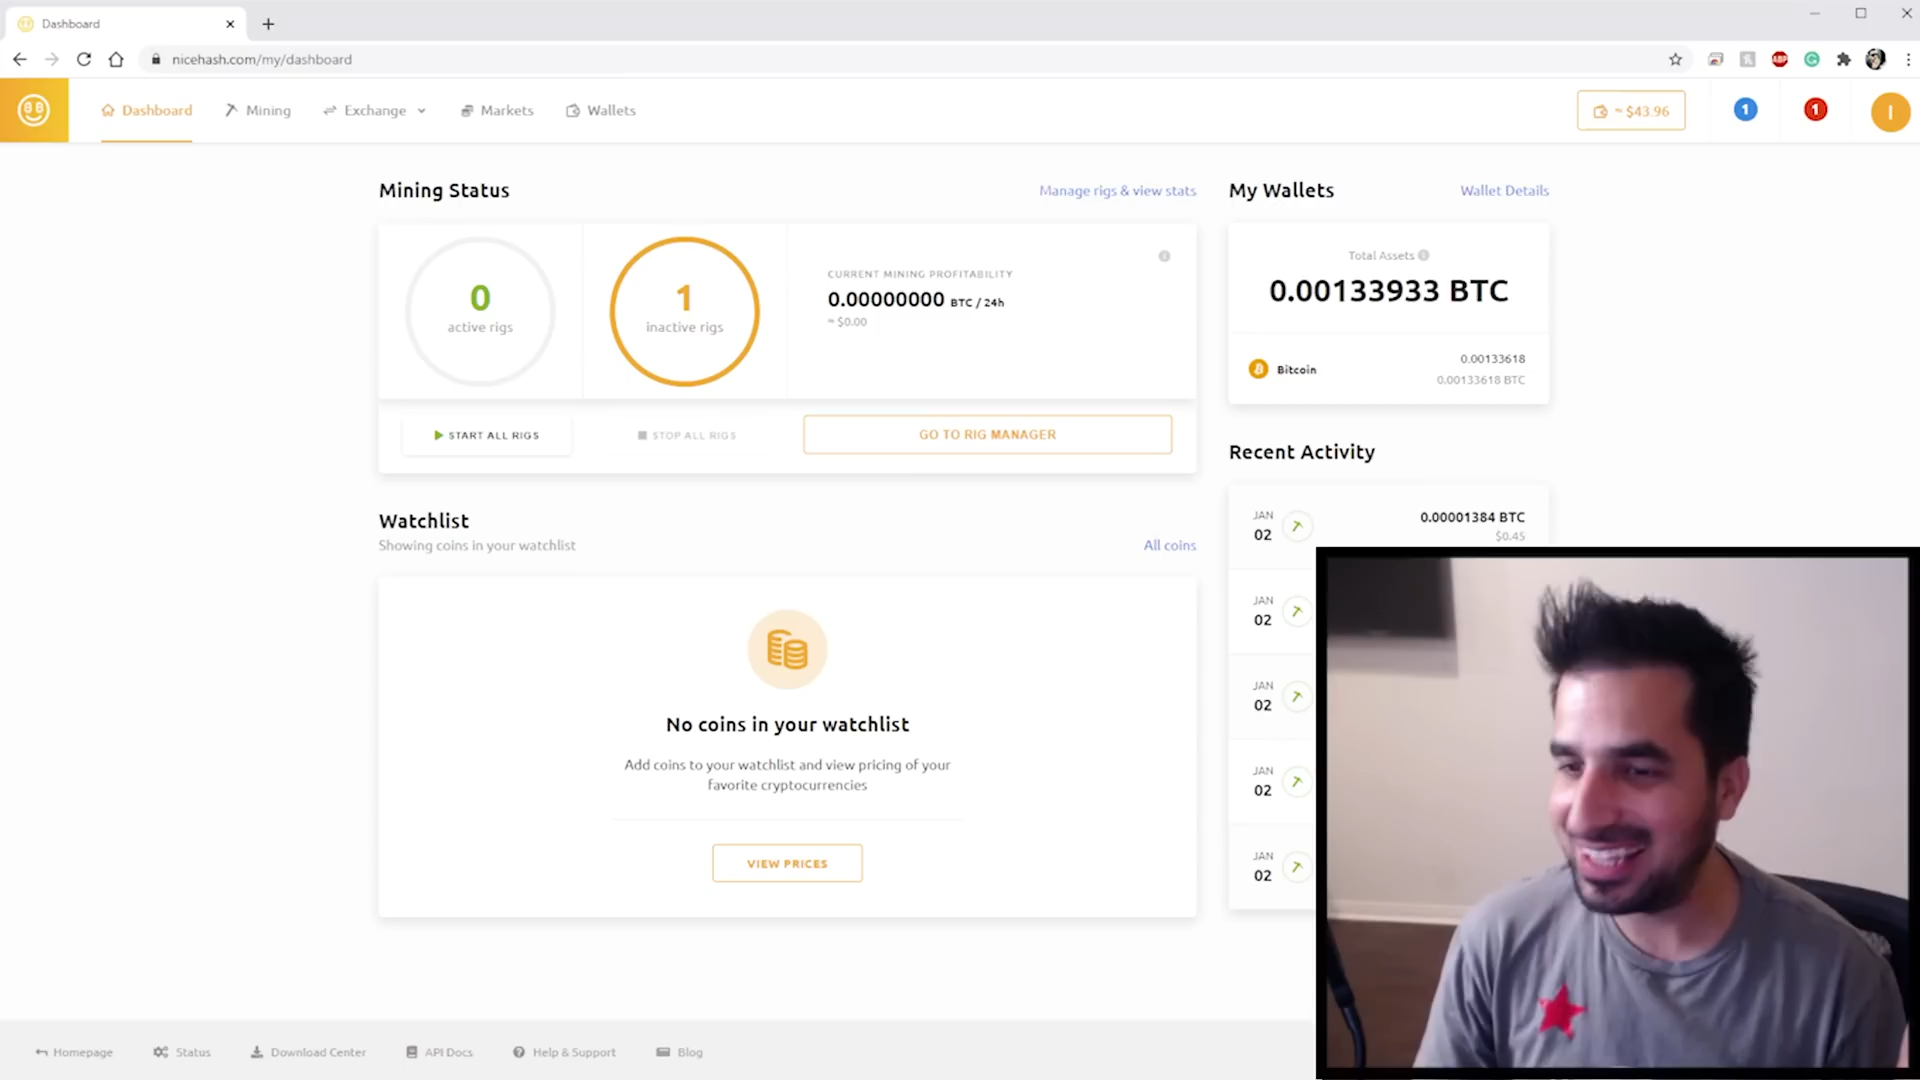 Dashboard
nicehash.com/my/dashboard
ABP
Dashboard
Mining
Exchange
Markets
Wallets
≈ $43.96
1
1
I
Mining Status
Manage rigs & view stats
0
active rigs
1
inactive rigs
CURRENT MINING PROFITABILITY
0.00000000 BTC / 24h
≈ $0.00
START ALL RIGS
STOP ALL RIGS
GO TO RIG MANAGER
Watchlist
Showing coins in your watchlist
All coins
No coins in your watchlist
Add coins to your watchlist and view pricing of your
favorite cryptocurrencies
VIEW PRICES
My Wallets
Wallet Details
Total Assets
0.00133933 BTC
Bitcoin
0.00133618
0.00133618 BTC
Recent Activity
JAN
02
0.00001384 BTC
$0.45
JAN
02
JAN
02
JAN
02
JAN
02
Homepage
Status
Download Center
API Docs
Help & Support
Blog